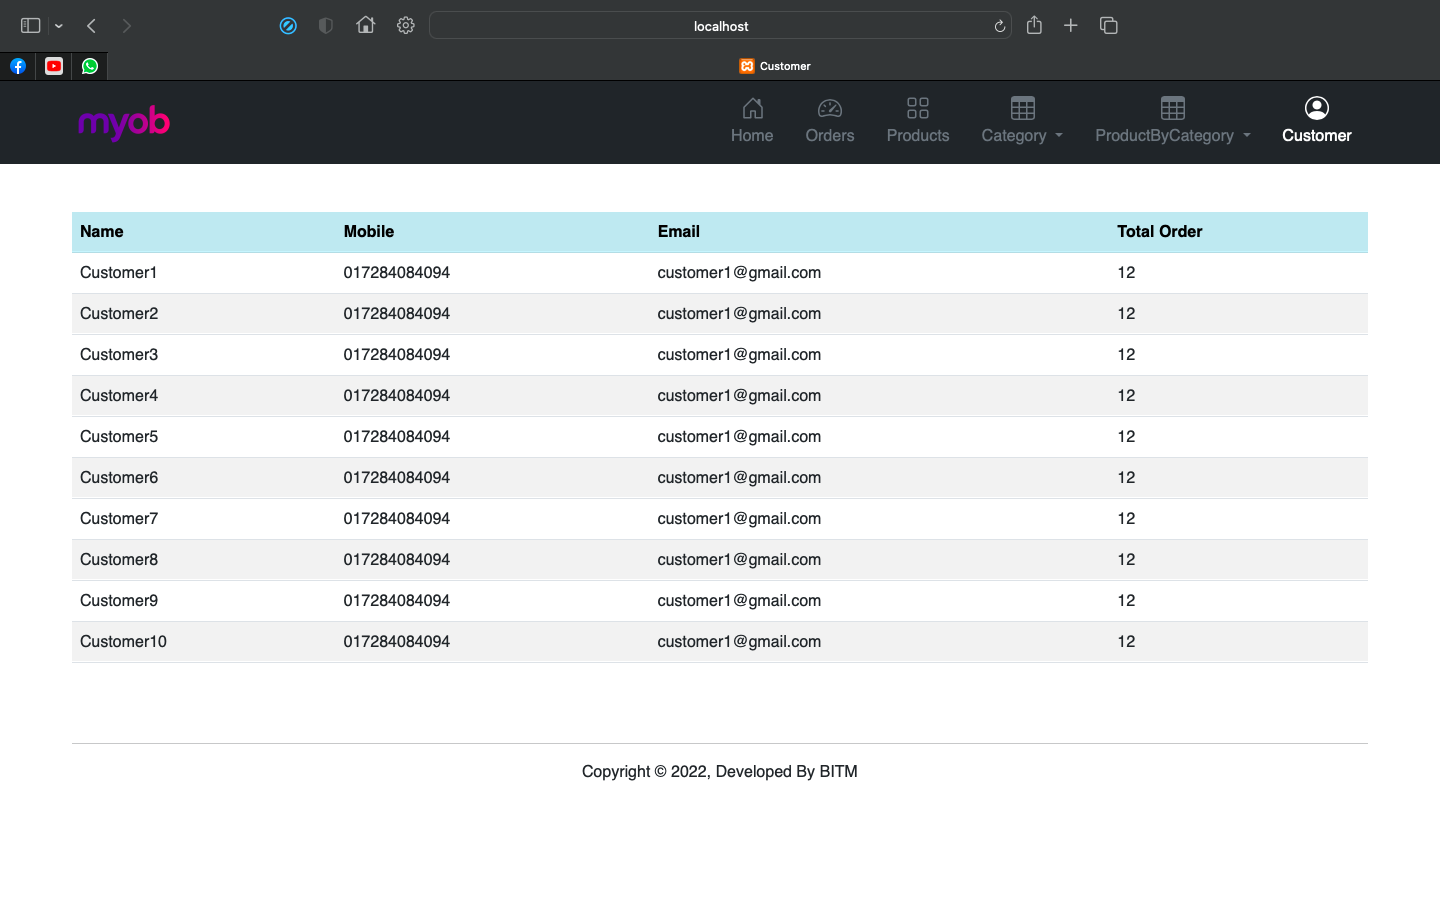 localhost
Customer
myob
Home Orders Products Category ProductByCategory Customer
Name Mobile Email Total Order
Customer1 017284084094 customer1@gmail.com 12
Customer2 017284084094 customer1@gmail.com 12
Customer3 017284084094 customer1@gmail.com 12
Customer4 017284084094 customer1@gmail.com 12
Customer5 017284084094 customer1@gmail.com 12
Customer6 017284084094 customer1@gmail.com 12
Customer7 017284084094 customer1@gmail.com 12
Customer8 017284084094 customer1@gmail.com 12
Customer9 017284084094 customer1@gmail.com 12
Customer10 017284084094 customer1@gmail.com 12
Copyright © 2022, Developed By BITM